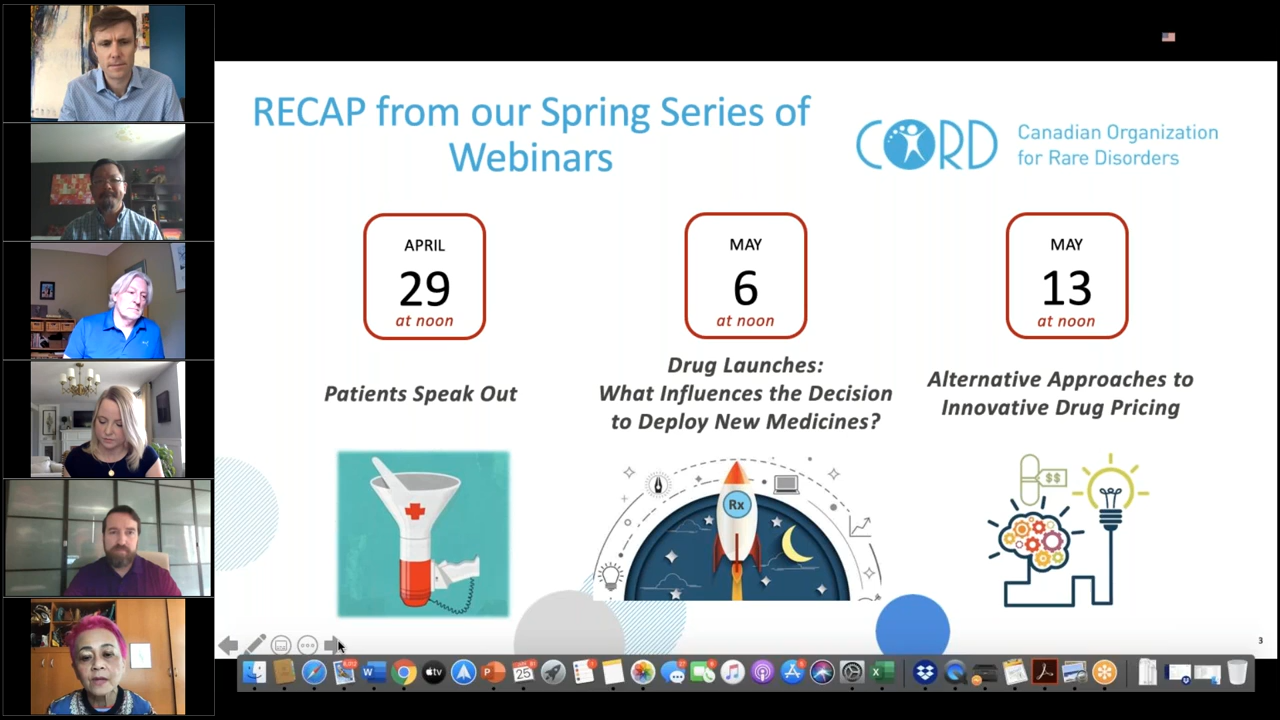 RECAP from our Spring Series of
Webinars
CORD
Canadian Organization
for Rare Disorders
APRIL
29
at noon
MAY
6
at noon
MAY
13
at noon
Patients Speak Out
Drug Launches:
What Influences the Decision
to Deploy New Medicines?
Alternative Approaches to
Innovative Drug Pricing
Rx
$$
3
25
tv